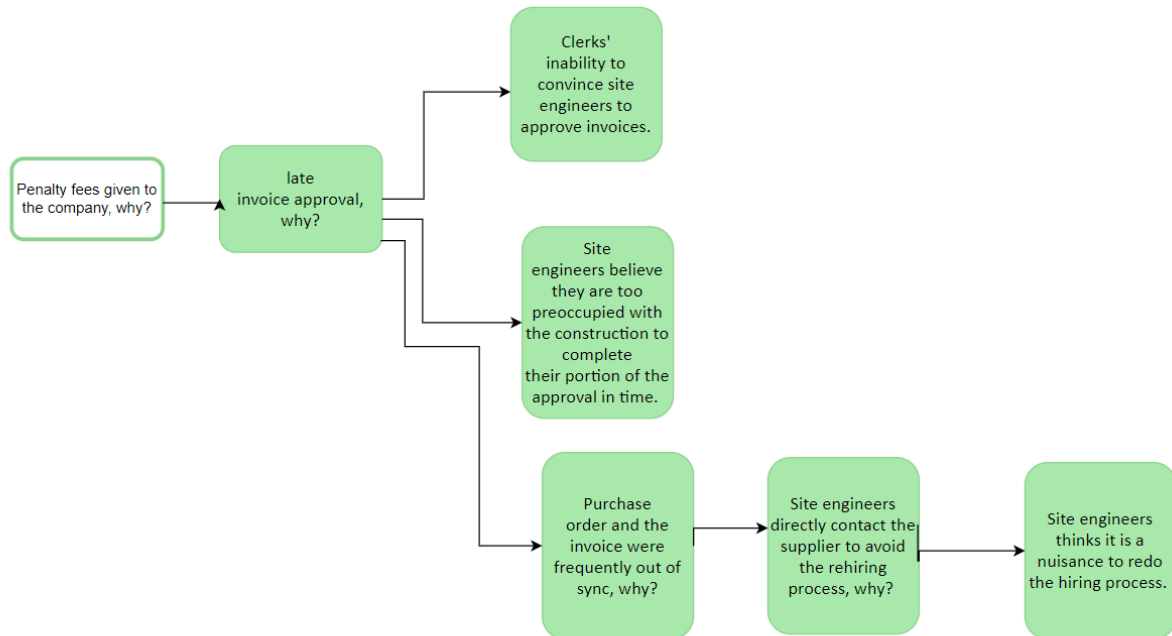 Penalty fees given to
the company, why?
late
invoice approval,
why?
Clerks'
inability to
convince site
engineers to
approve invoices.
Site
engineers believe
they are too
preoccupied with
the construction to
complete
their portion of the
approval in time.
Purchase
order and the
invoice were
frequently out of
sync, why?
Site engineers
directly contact the
supplier to avoid
the rehiring
process, why?
Site engineers
thinks it is a
nuisance to redo
the hiring process.